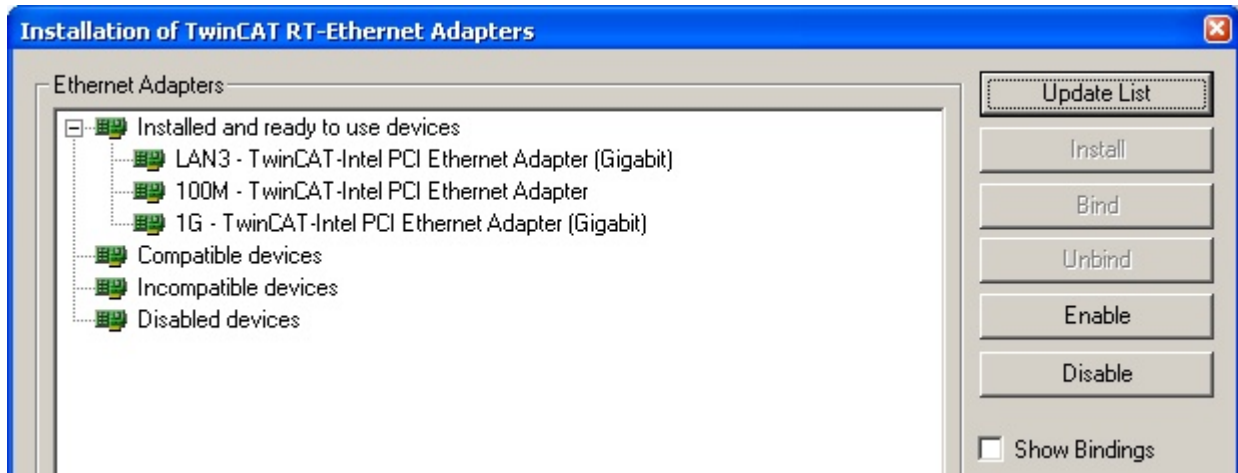 Installation of TwinCAT RT-Ethernet Adapters
Ethernet Adapters
Installed and ready to use devices
LAN3 - TwinCAT-Intel PCI Ethernet Adapter (Gigabit)
100M - TwinCAT-Intel PCI Ethernet Adapter
1G - TwinCAT-Intel PCI Ethernet Adapter (Gigabit)
Compatible devices
Incompatible devices
Disabled devices
Update List
Install
Bind
Unbind
Enable
Disable
Show Bindings